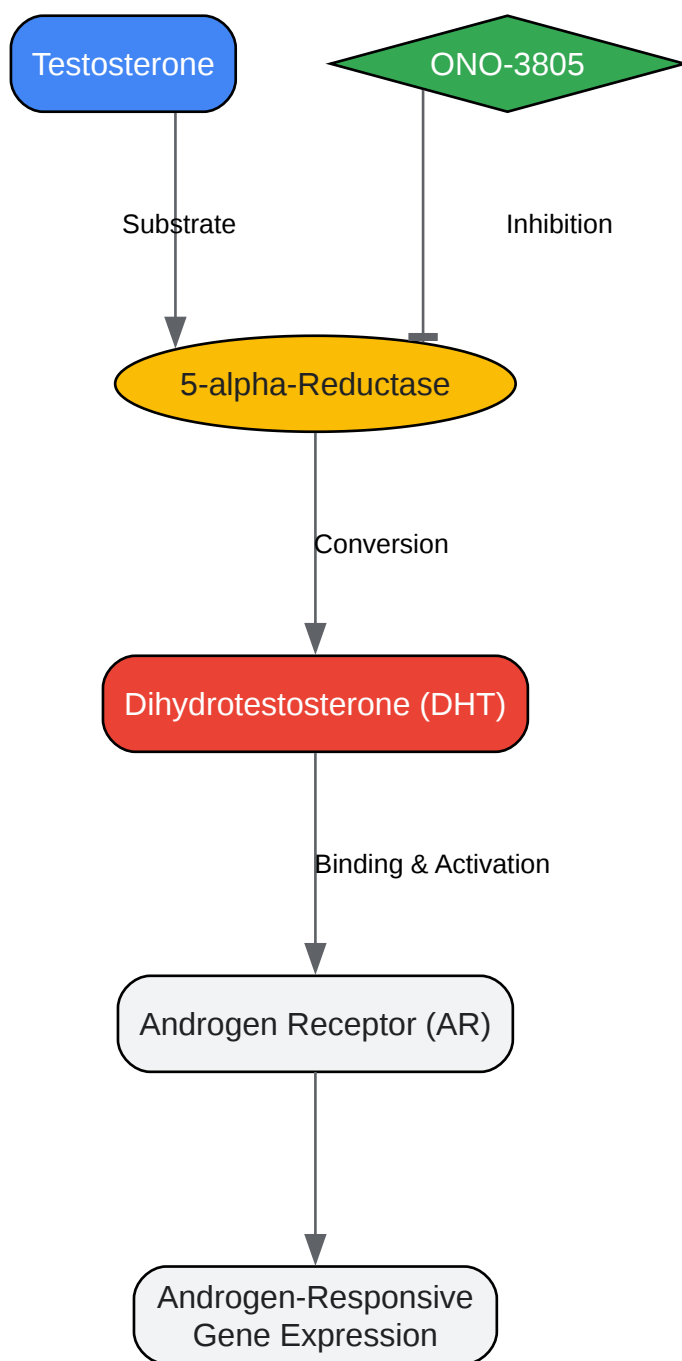 Testosterone
ONO-3805
Substrate
Inhibition
5-alpha-Reductase
Conversion
Dihydrotestosterone (DHT)
Binding & Activation
Androgen Receptor (AR)
Androgen-Responsive
Gene Expression